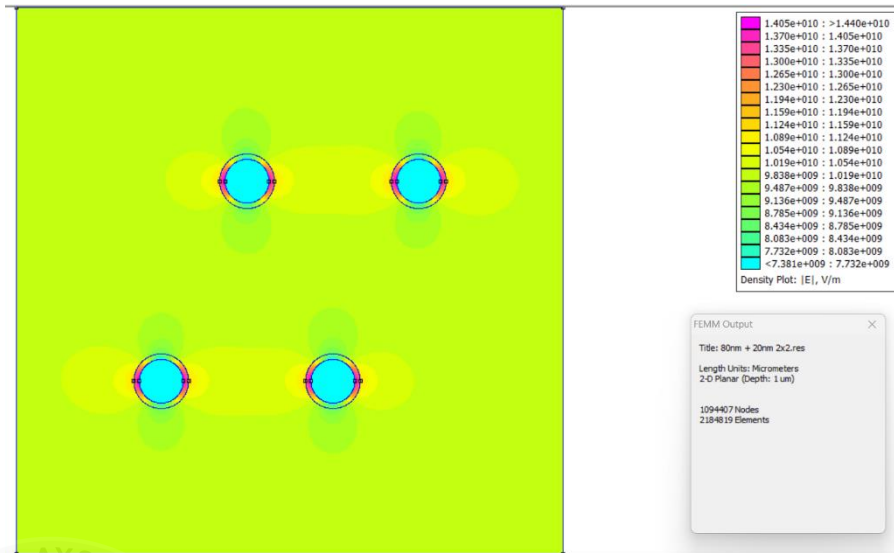 1.405e+010 : >1.440e+010
1.370e+010 : 1.405e+010
1.335e+010 : 1.370e+010
1.300e+010 : 1.335e+010
1.265e+010 : 1.300e+010
1.230e+010 : 1.265e+010
1.194e+010 : 1.230e+010
1.159e+010 : 1.194e+010
1.124e+010 : 1.159e+010
1.089e+010 : 1.124e+010
1.054e+010 : 1.089e+010
1.019e+010 : 1.054e+010
9.838e+009 : 1.019e+010
9.487e+009 : 9.838e+009
9.136e+009 : 9.487e+009
8.785e+009 : 9.136e+009
8.434e+009 : 8.785e+009
8.083e+009 : 8.434e+009
7.732e+009 : 8.083e+009
<7.381e+009 : 7.732e+009
Density Plot: |E|, V/m
FEMM Output
Title: 80nm + 20nm 2x2.res
Length Units: Micrometers
2-D Planar (Depth: 1 um)
1094407 Nodes
2184819 Elements